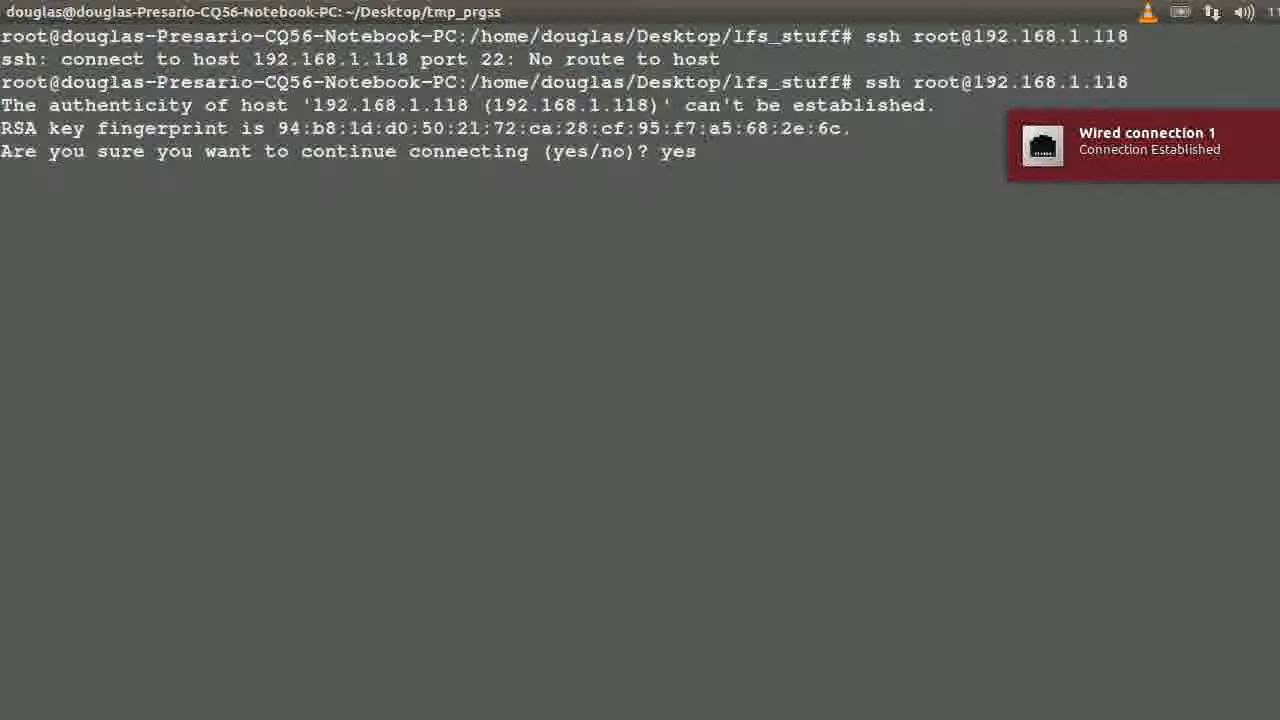 douglas@douglas-Presario-CQ56-Notebook-PC: ~/Desktop/tmp_prgss
root@douglas-Presario-CQ56-Notebook-PC:/home/douglas/Desktop/lfs_stuff# ssh root@192.168.1.118
ssh: connect to host 192.168.1.118 port 22: No route to host
root@douglas-Presario-CQ56-Notebook-PC:/home/douglas/Desktop/lfs_stuff# ssh root@192.168.1.118
The authenticity of host '192.168.1.118 (192.168.1.118)' can't be established.
RSA key fingerprint is 94:b8:1d:d0:50:21:72:ca:28:cf:95:f7:a5:68:2e:6c.
Are you sure you want to continue connecting (yes/no)? yes
Wired connection 1
Connection Established